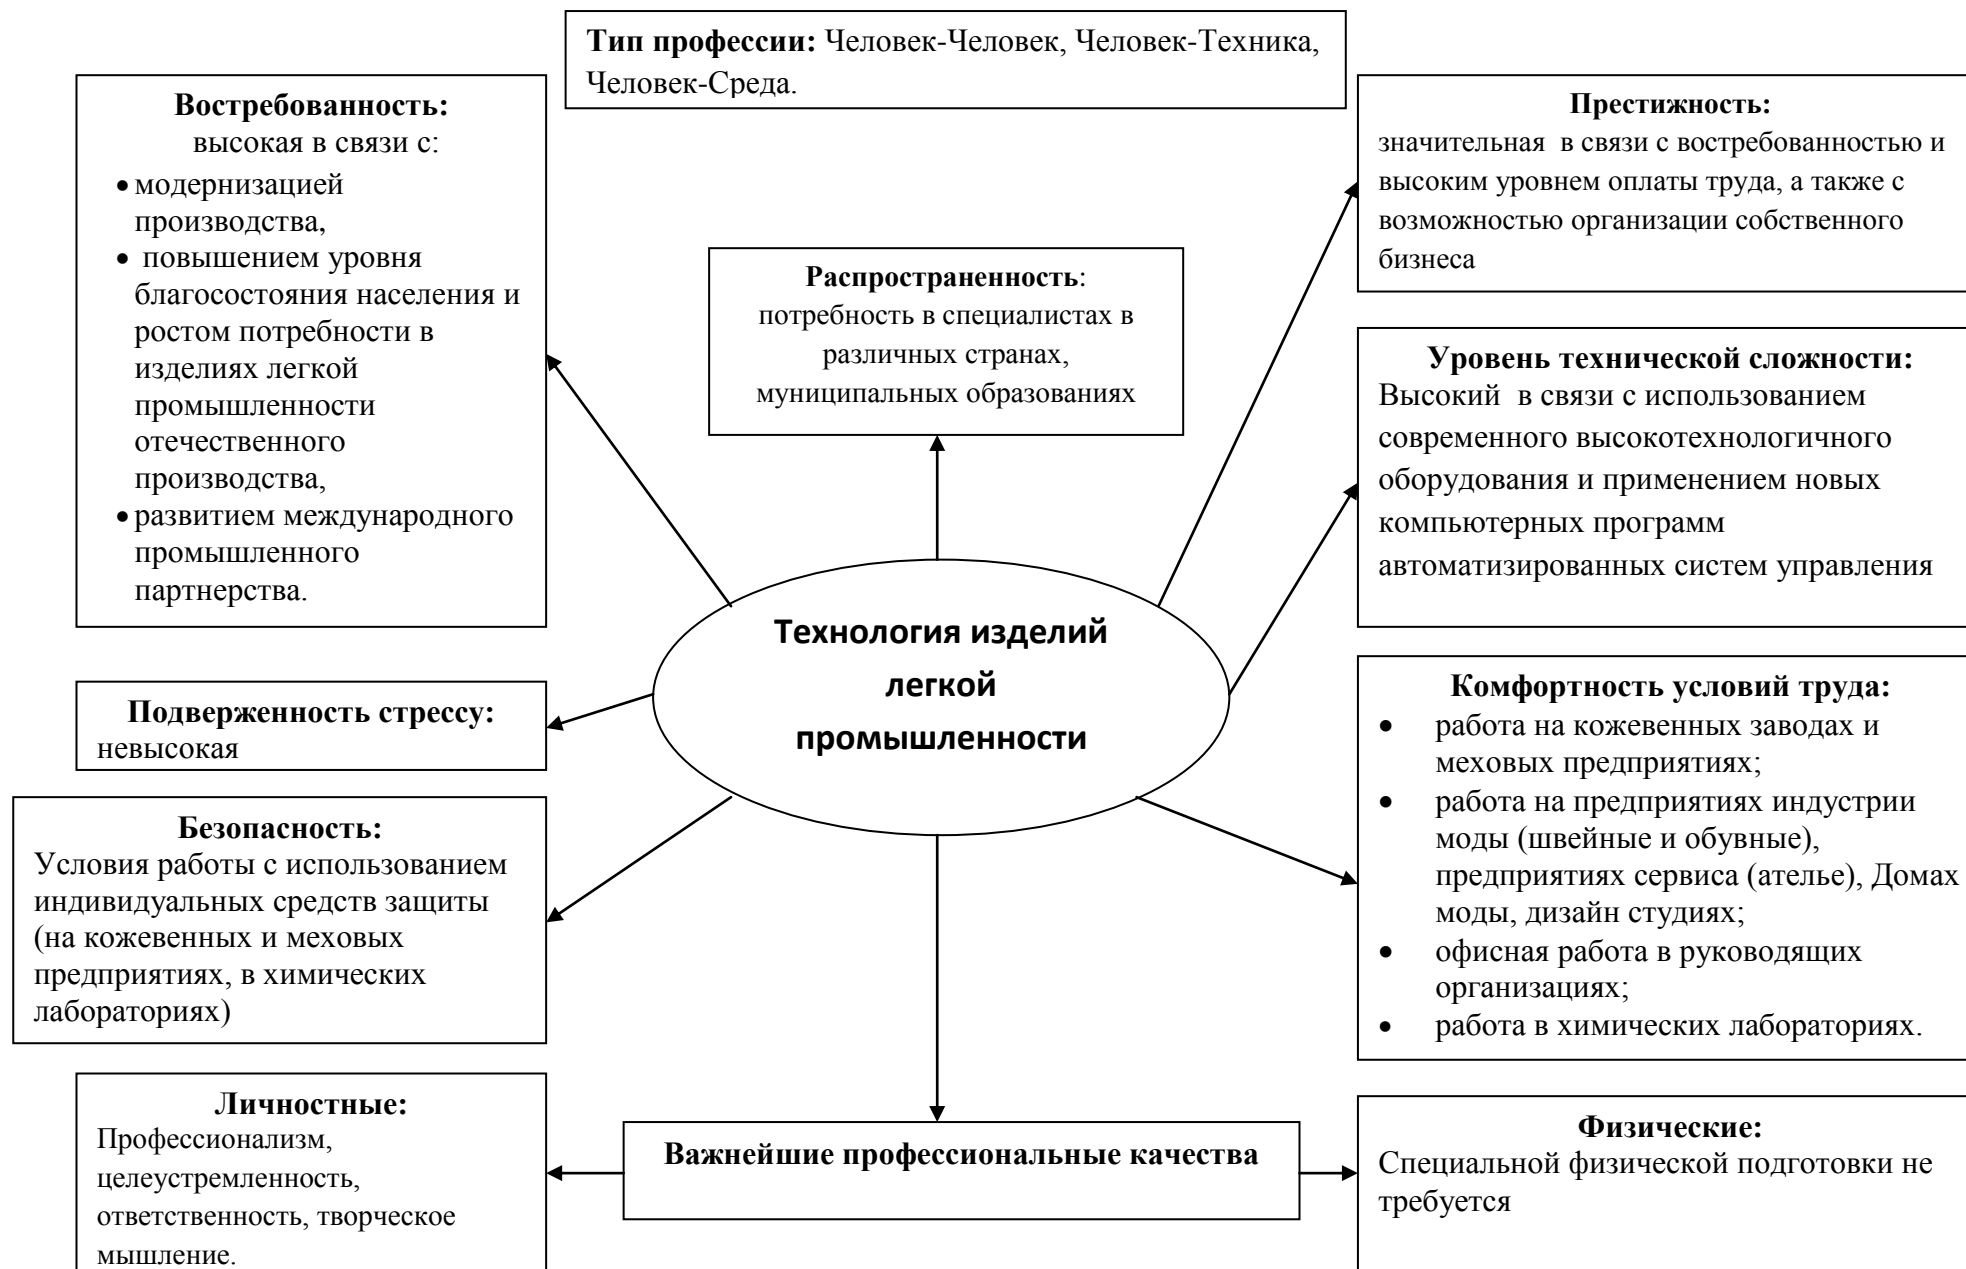 Тип профессии: Человек-Человек, Человек-Техника,
Человек-Среда.
Востребованность:
высокая в связи с:
• модернизацией
производства,
• повышением уровня
благосостояния населения и
ростом потребности в
изделиях легкой
промышленности
отечественного
производства,
• развитием международного
промышленного
партнерства.
Распространенность:
потребность в специалистах в
различных странах,
муниципальных образованиях
Престижность:
значительная в связи с востребованностью и
высоким уровнем оплаты труда, а также с
возможностью организации собственного
бизнеса
Уровень технической сложности:
Высокий в связи с использованием
современного высокотехнологичного
оборудования и применением новых
компьютерных программ
автоматизированных систем управления
Технология изделий
легкой
промышленности
Подверженность стрессу:
невысокая
Комфортность условий труда:
• работа на кожевенных заводах и
меховых предприятиях;
• работа на предприятиях индустрии
моды (швейные и обувные),
предприятиях сервиса (ателье), Домах
моды, дизайн студиях;
• офисная работа в руководящих
организациях;
• работа в химических лабораториях.
Безопасность:
Условия работы с использованием
индивидуальных средств защиты
(на кожевенных и меховых
предприятиях, в химических
лабораториях)
Личностные:
Профессионализм,
целеустремленность,
ответственность, творческое
мышление.
Важнейшие профессиональные качества
Физические:
Специальной физической подготовки не
требуется